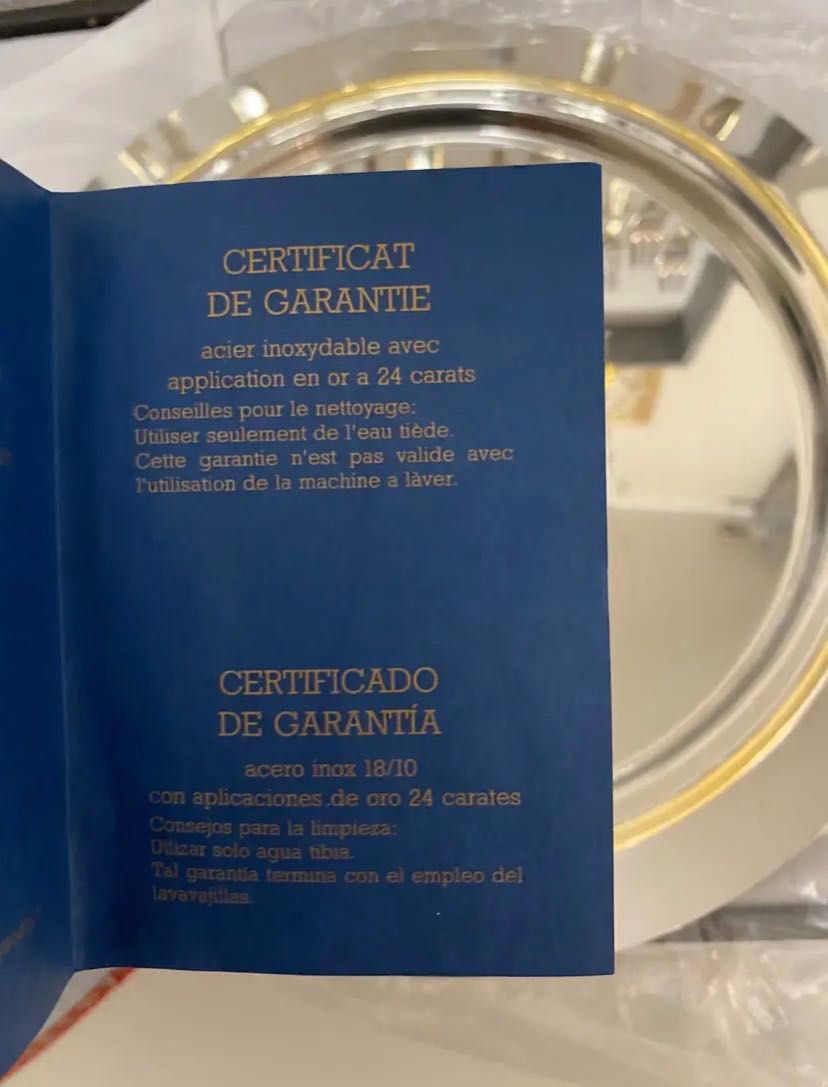 CERTIFICAT
DE GARANTIE
acier inoxydable avec
application en or a 24 carats
Conseilles pour le nettoyage:
Utiliser seulement de l'eau tiède.
Cette garantie n'est pas valide avec
l'utilisation de la machine a làver.
CERTIFICADO
DE GARANTÍA
acero inox 18/10
con aplicaciones de oro 24 carates
Consejos para la limpieza:
Utilizar solo agua tibia.
Tal garantía termina con el empleo del
lavavajillas.